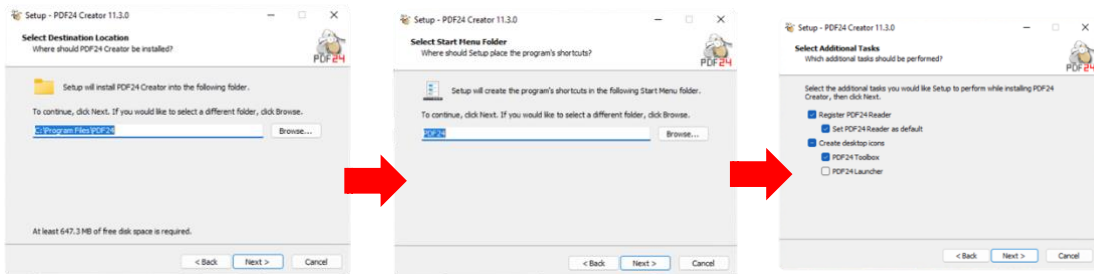 Setup - PDF24 Creator 11.3.0
Select Destination Location
Where should PDF24 Creator be installed?
PDF24
Setup will install PDF24 Creator into the following folder.
To continue, click Next. If you would like to select a different folder, click Browse.
C:\Program Files\PDF24
Browse...
At least 647.3 MB of free disk space is required.
< Back
Next >
Cancel
Setup - PDF24 Creator 11.3.0
Select Start Menu Folder
Where should Setup place the program's shortcuts?
PDF24
Setup will create the program's shortcuts in the following Start Menu folder.
To continue, click Next. If you would like to select a different folder, click Browse.
PDF24
Browse...
< Back
Next >
Cancel
Setup - PDF24 Creator 11.3.0
Select Additional Tasks
Which additional tasks should be performed?
PDF24
Select the additional tasks you would like Setup to perform while installing PDF24
Creator, then click Next.
Register PDF24 Reader
Set PDF24 Reader as default
Create desktop icons
PDF24 Toolbox
PDF24 Launcher
< Back
Next >
Cancel